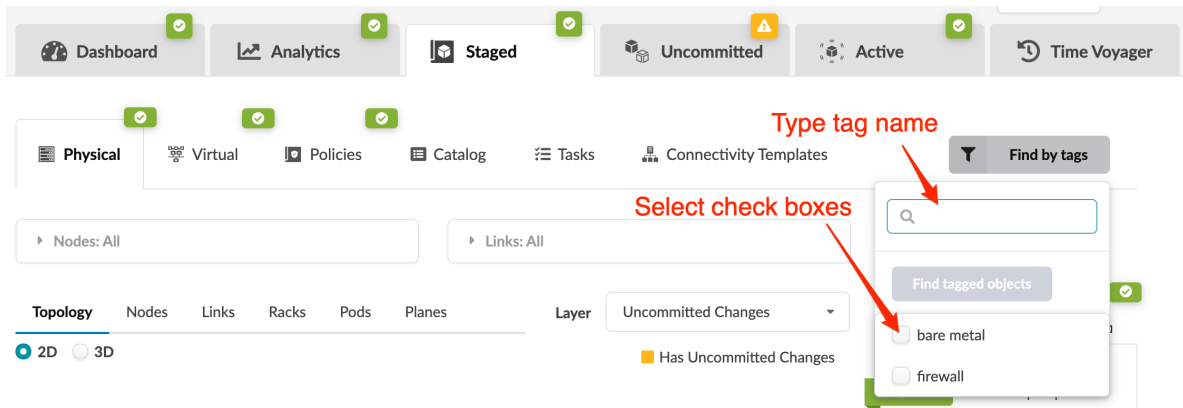 Dashboard
Analytics
Staged
Uncommitted
Active
Time Voyager
Type tag name
Physical
Virtual
Policies
Catalog
Tasks
Connectivity Templates
Find by tags
Select check boxes
Nodes: All
Links: All
Find tagged objects
Topology
Nodes
Links
Racks
Pods
Planes
Layer
Uncommitted Changes
bare metal
2D
3D
Has Uncommitted Changes
firewall